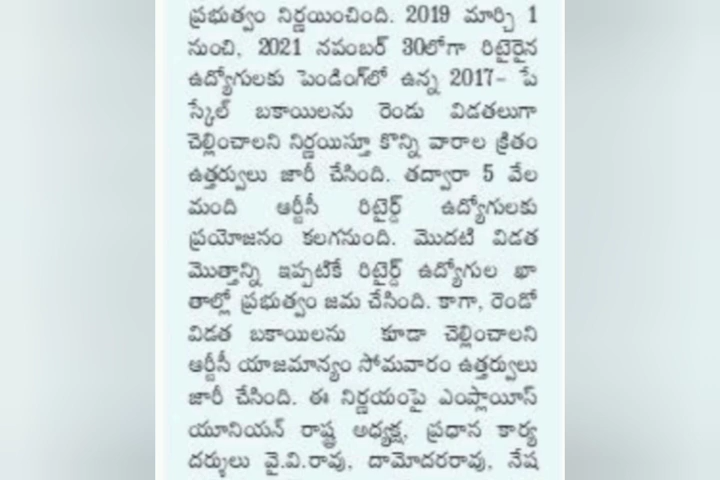 ప్రభుత్వం నిర్ణయించింది. 2019 మార్చి 1
నుంచి, 2021 నవంబర్ 30లోగా రిటైరైన
ఉద్యోగులకు పెండింగ్‌లో ఉన్న 2017- పే
స్కేల్ బకాయిలను రెండు విడతలుగా
చెల్లించాలని నిర్ణయిస్తూ కొన్ని వారాల క్రితం
ఉత్తర్వులు జారీ చేసింది. తద్వారా 5 వేల
మంది ఆర్టీసీ రిటైర్డ్ ఉద్యోగులకు
ప్రయోజనం కలగనుంది. మొదటి విడత
మొత్తాన్ని ఇప్పటికే రిటైర్డ్ ఉద్యోగుల ఖా
తాల్లో ప్రభుత్వం జమ చేసింది. కాగా, రెండో
విడత బకాయిలను కూడా చెల్లించాలని
ఆర్టీసీ యాజమాన్యం సోమవారం ఉత్తర్వులు
జారీ చేసింది. ఈ నిర్ణయంపై ఎంప్లాయీస్
యూనియన్ రాష్ట్ర అధ్యక్ష, ప్రధాన కార్య
దర్శులు వై.వి.రావు, దామోదరరావు, నేష